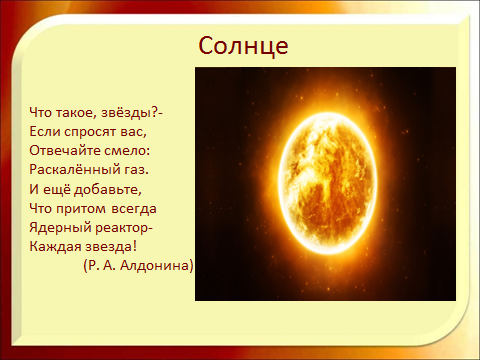 Солнце
Что такое, звёзды?-
Если спросят вас,
Отвечайте смело:
Раскалённый газ.
И ещё добавьте,
Что притом всегда
Ядерный реактор-
Каждая звезда!
(Р. А. Алдонина)